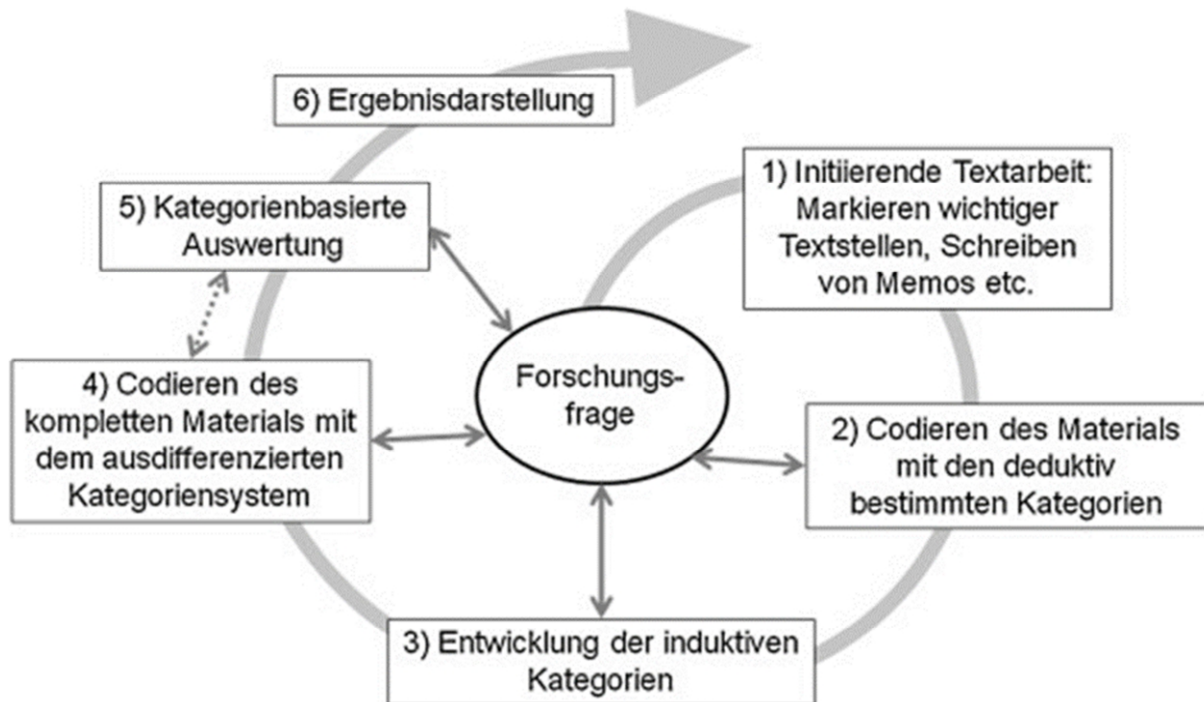 6) Ergebnisdarstellung
1) Initiierende Textarbeit:
Markieren wichtiger
Textstellen, Schreiben
von Memos etc.
5) Kategorienbasierte
Auswertung
Forschungs-
frage
4) Codieren des
kompletten Materials mit
dem ausdifferenzierten
Kategoriensystem
2) Codieren des Materials
mit den deduktiv
bestimmten Kategorien
3) Entwicklung der induktiven
Kategorien